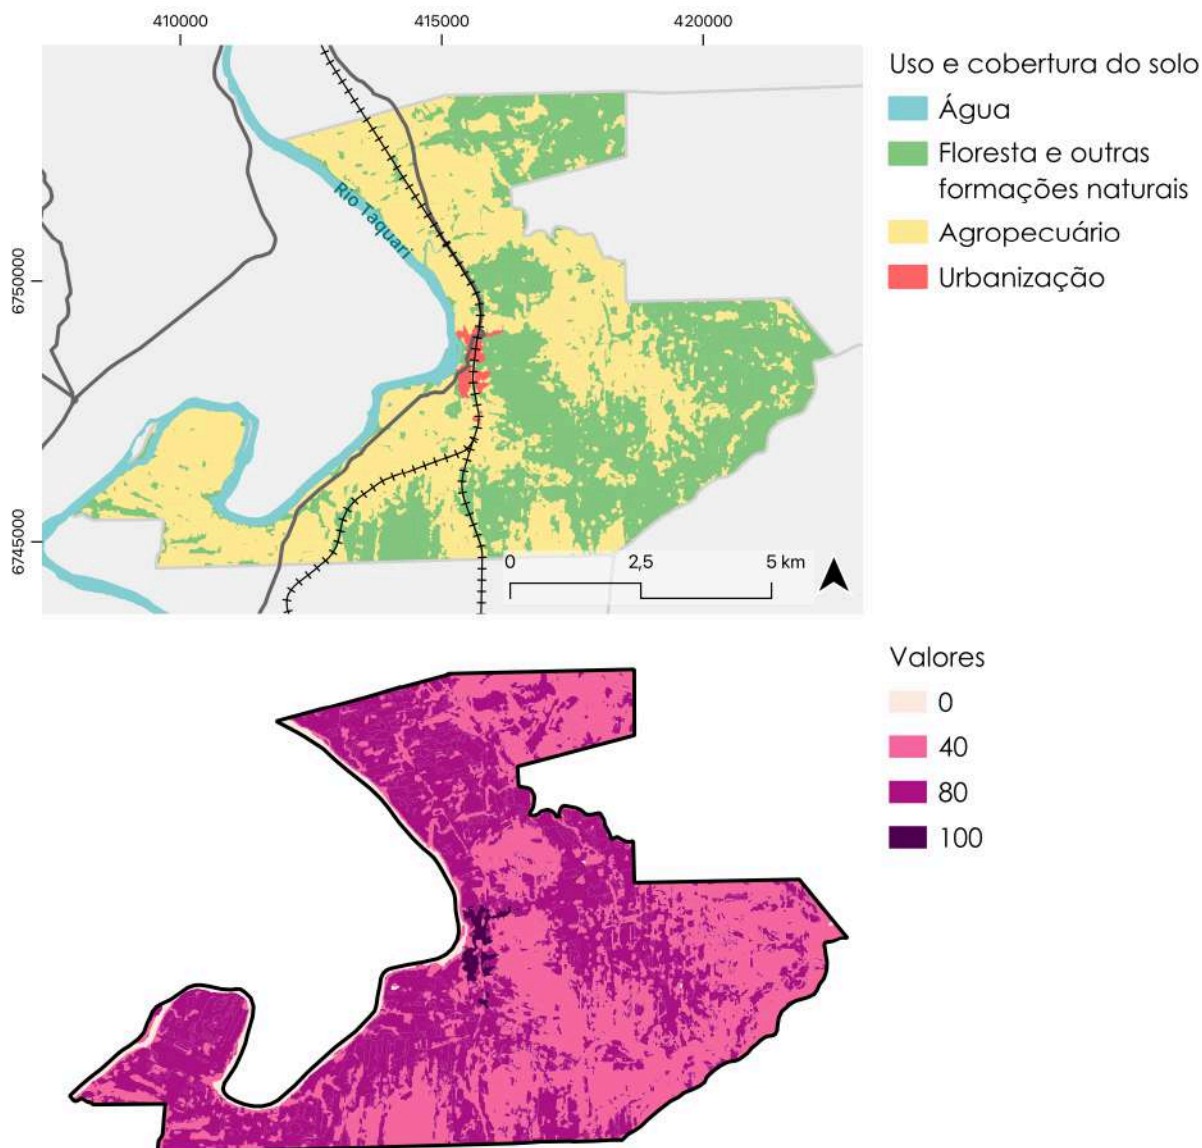 410000
415000
420000
Uso e cobertura do solo
Água
Floresta e outras
formações naturais
Agropecuário
Urbanização
Rio Taquari
6750000
6745000
0
2,5
5 km
Valores
0
40
80
100